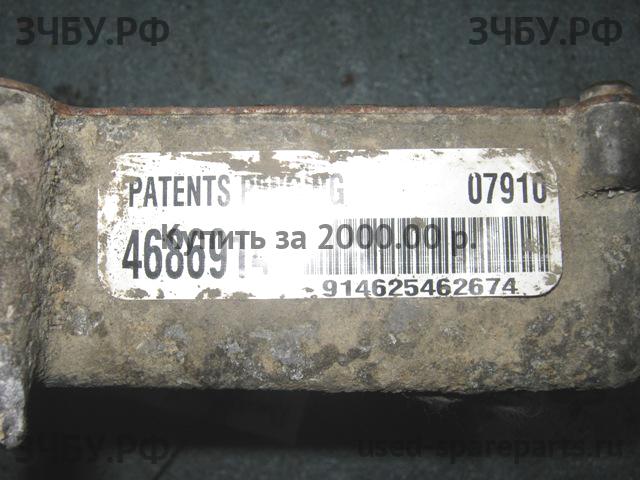 ЗЧБУ.РФ ЗЧБУ.РФ
PATENTS 07910
Купить за 2000.00 р.
914625462674
ЗЧБУ.РФ used-spareparts.ru